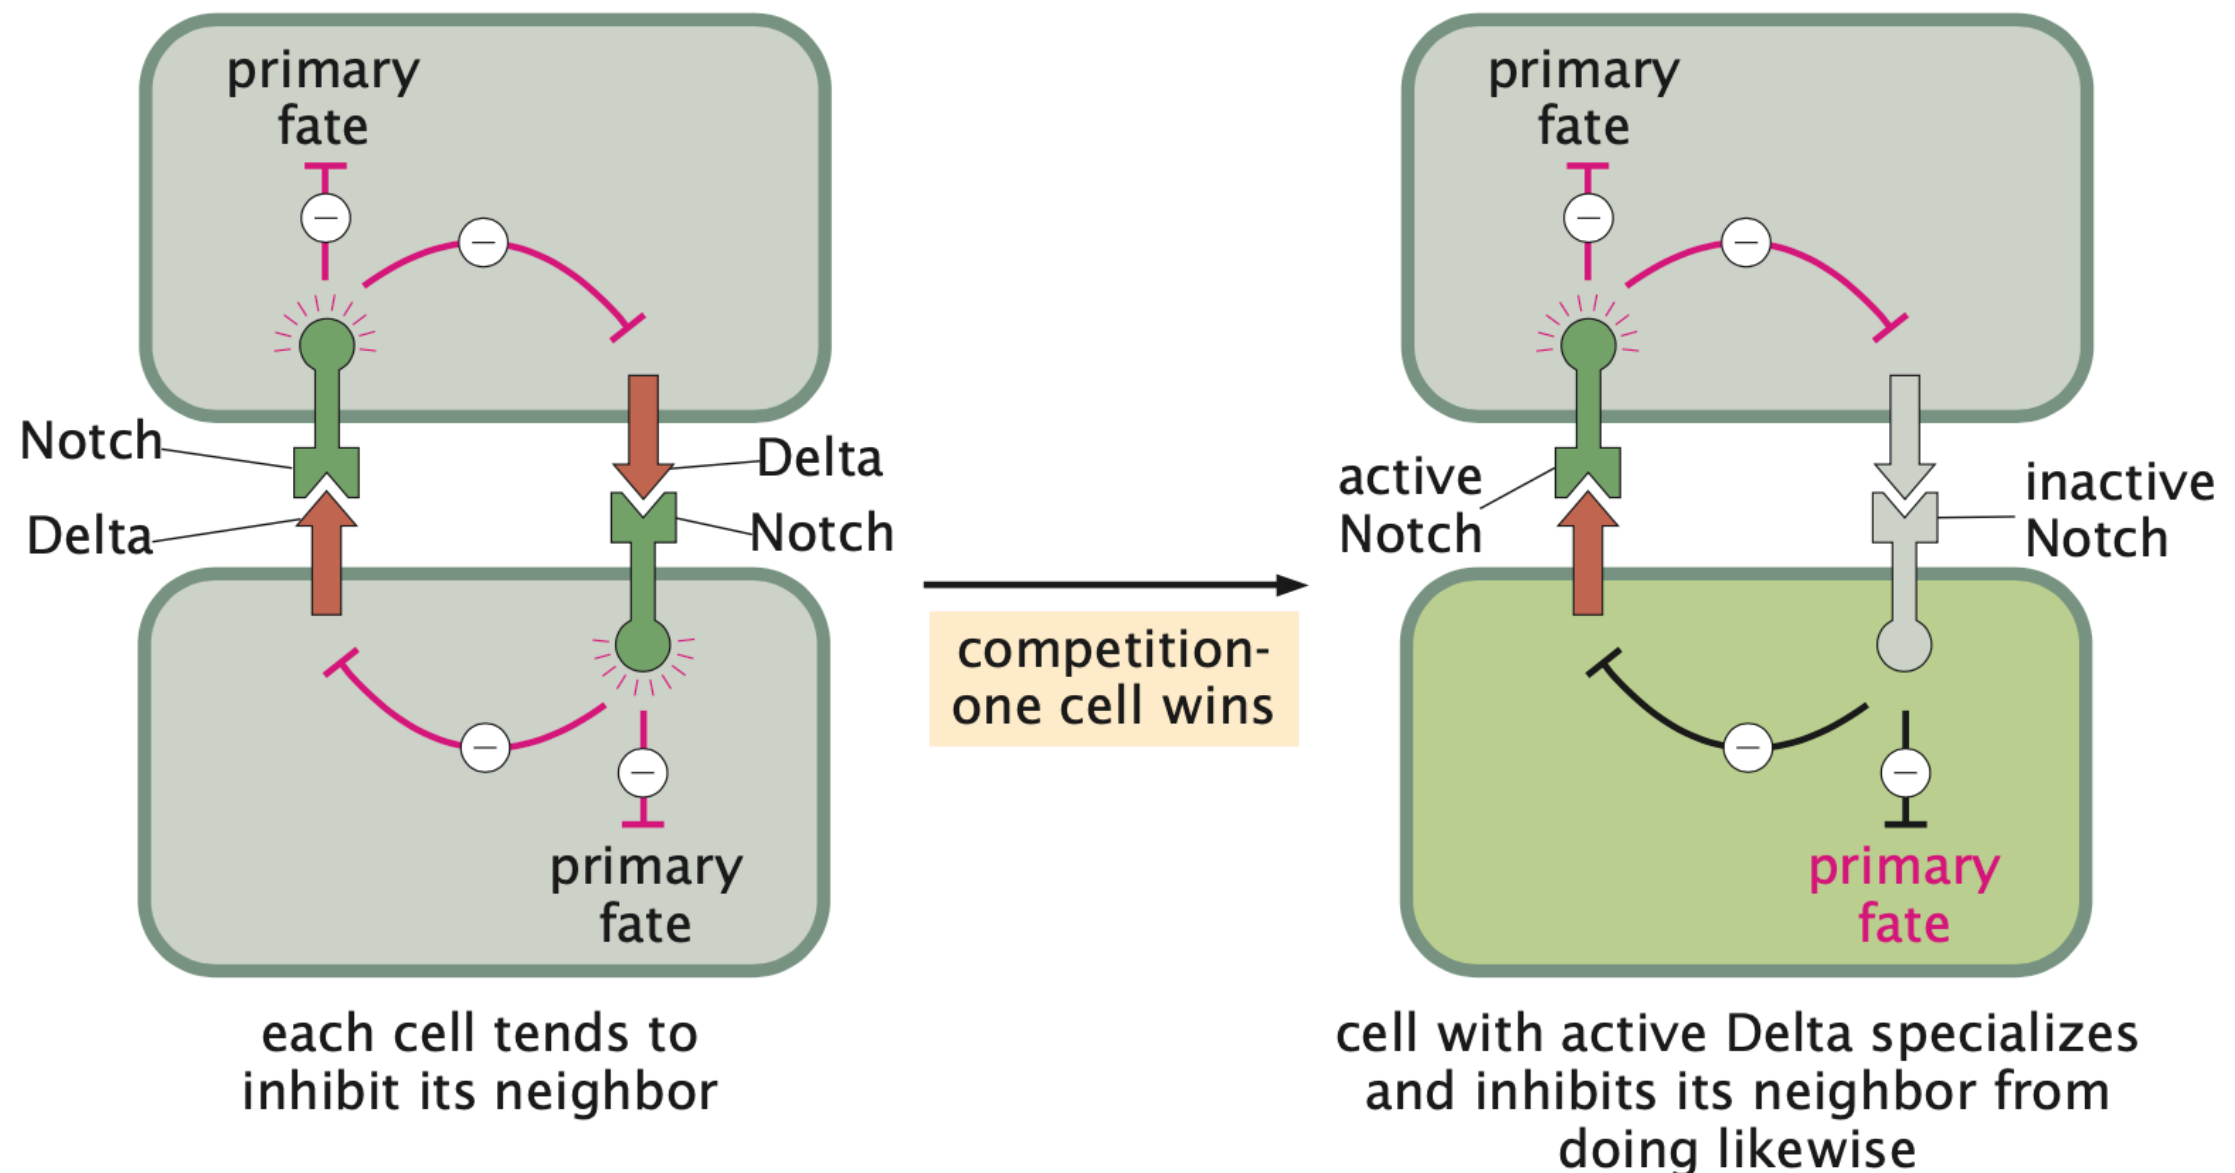 primary
fate
Notch
Delta
Delta
Notch
primary
fate
each cell tends to
inhibit its neighbor
competition-
one cell wins
primary
fate
active
Notch
inactive
Notch
primary
fate
cell with active Delta specializes
and inhibits its neighbor from
doing likewise